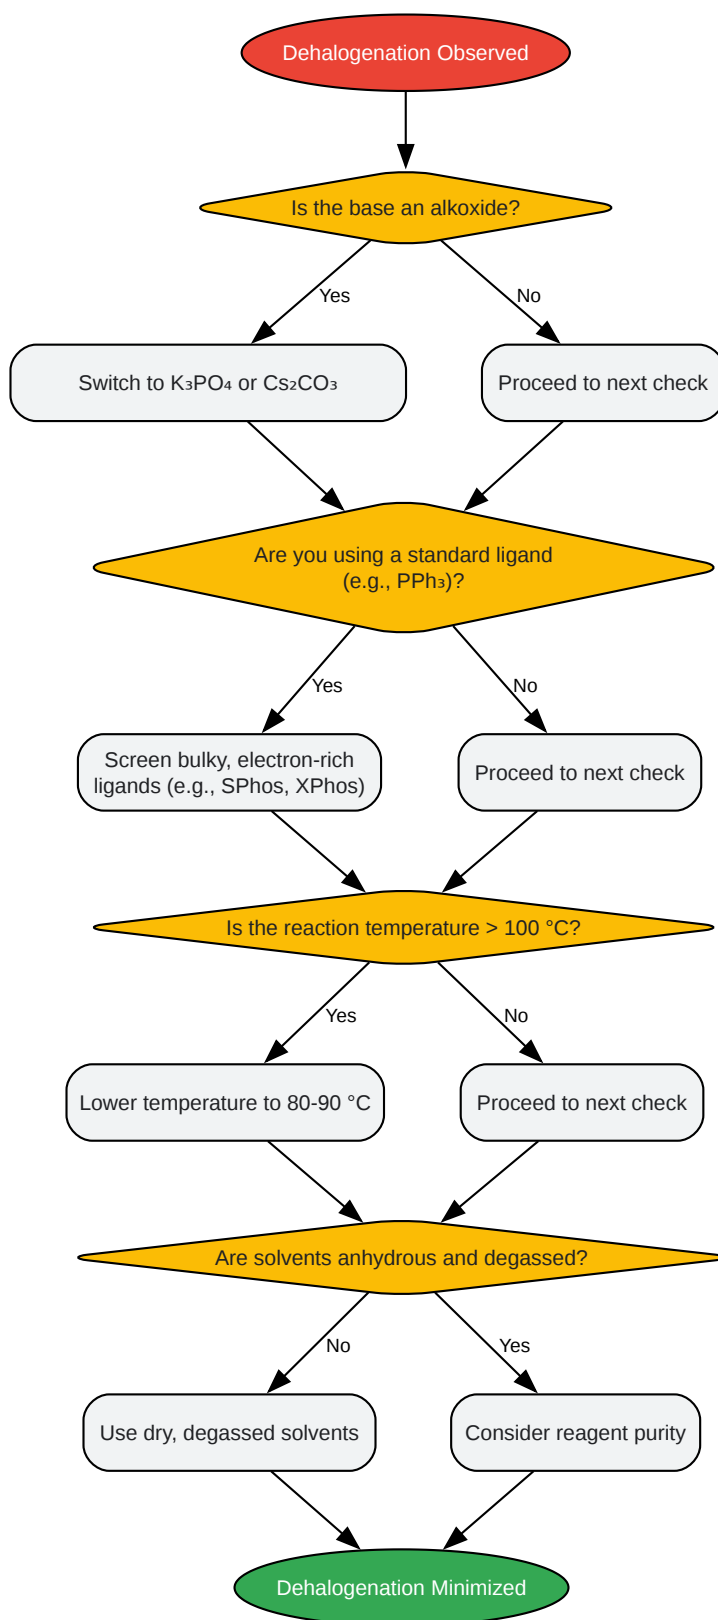 Dehalogenation Observed
Is the base an alkoxide?
Yes
No
Switch to K₃PO₄ or Cs₂CO₃
Proceed to next check
Are you using a standard ligand
(e.g., PPh₃)?
Yes
No
Screen bulky, electron-rich
ligands (e.g., SPhos, XPhos)
Proceed to next check
Is the reaction temperature > 100 °C?
Yes
No
Lower temperature to 80-90 °C
Proceed to next check
Are solvents anhydrous and degassed?
No
Yes
Use dry, degassed solvents
Consider reagent purity
Dehalogenation Minimized